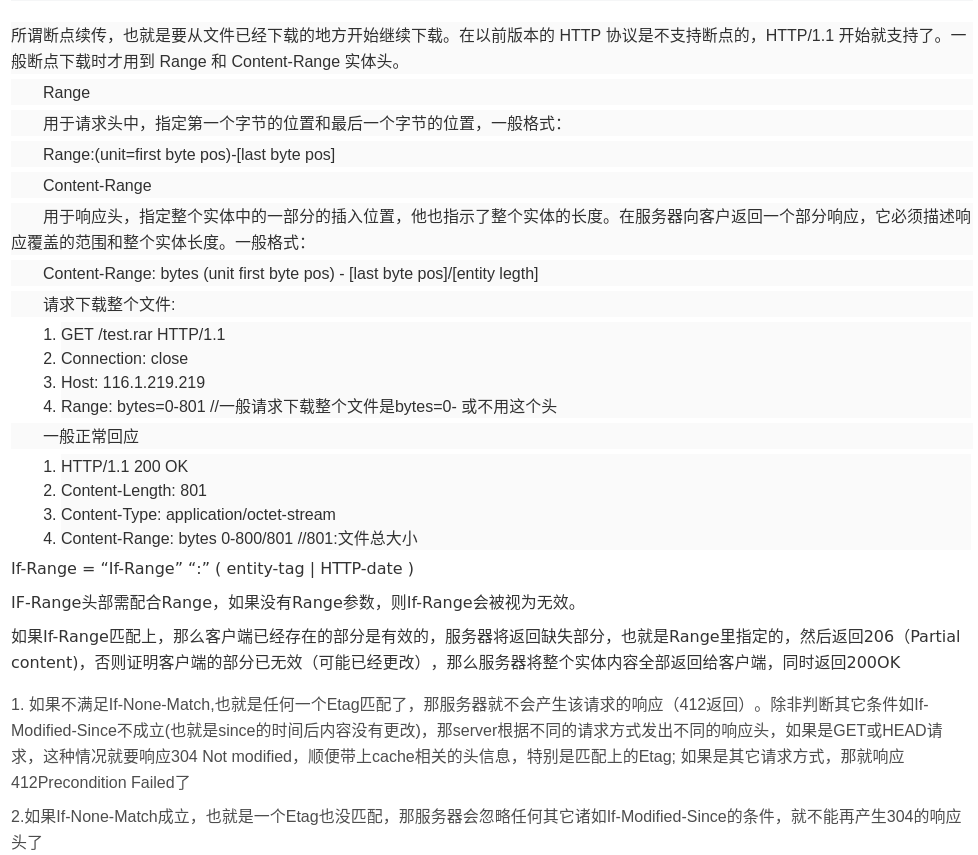 所谓断点续传，也就是要从文件已经下载的地方开始继续下载。在以前版本的 HTTP 协议是不支持断点的，HTTP/1.1 开始就支持了。一
般断点下载时才用到 Range 和 Content-Range 实体头。
Range
用于请求头中，指定第一个字节的位置和最后一个字节的位置，一般格式：
Range:(unit=first byte pos)-[last byte pos]
Content-Range
用于响应头，指定整个实体中的一部分的插入位置，他也指示了整个实体的长度。在服务器向客户返回一个部分响应，它必须描述响
应覆盖的范围和整个实体长度。一般格式：
Content-Range: bytes (unit first byte pos) - [last byte pos]/[entity legth]
请求下载整个文件:
1. GET /test.rar HTTP/1.1
2. Connection: close
3. Host: 116.1.219.219
4. Range: bytes=0-801 //一般请求下载整个文件是bytes=0- 或不用这个头
一般正常回应
1. HTTP/1.1 200 OK
2. Content-Length: 801
3. Content-Type: application/octet-stream
4. Content-Range: bytes 0-800/801 //801:文件总大小
If-Range = “If-Range” “:” ( entity-tag | HTTP-date )
IF-Range头部需配合Range，如果没有Range参数，则If-Range会被视为无效。
如果If-Range匹配上，那么客户端已经存在的部分是有效的，服务器将返回缺失部分，也就是Range里指定的，然后返回206（Partial
content)，否则证明客户端的部分已无效（可能已经更改），那么服务器将整个实体内容全部返回给客户端，同时返回200OK
1. 如果不满足If-None-Match,也就是任何一个Etag匹配了，那服务器就不会产生该请求的响应（412返回）。除非判断其它条件如If-
Modified-Since不成立(也就是since的时间后内容没有更改)，那server根据不同的请求方式发出不同的响应头，如果是GET或HEAD请
求，这种情况就要响应304 Not modified，顺便带上cache相关的头信息，特别是匹配上的Etag; 如果是其它请求方式，那就响应
412Precondition Failed了
2.如果If-None-Match成立，也就是一个Etag也没匹配，那服务器会忽略任何其它诸如If-Modified-Since的条件，就不能再产生304的响应
头了